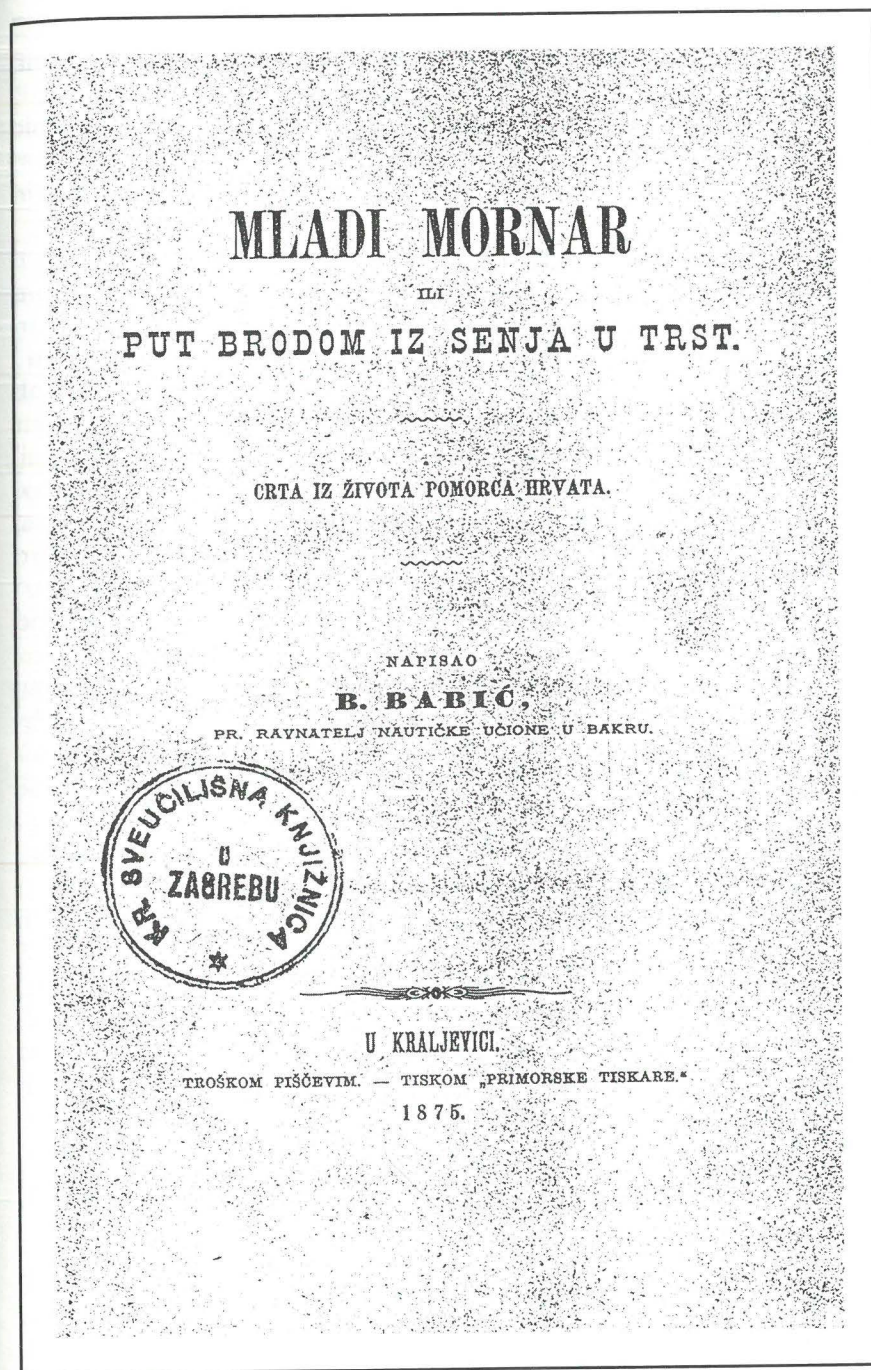 MLADI MORNAR
ILI
PUT BRODOM IZ SENJA U TRST.
CRTA IZ ŽIVOTA POMORCA HRVATA.
NAPISAO
B. BABIĆ,
PR. RAVNATELJ NAUTIČKE UČIONE U BAKRU.
K.R. SVEUČILIŠNA KNJIŽNICA
U
ZAGREBU
U KRALJEVICI.
TROŠKOM PIŠČEVIM. — TISKOM „PRIMORSKE TISKARE.“
1875.